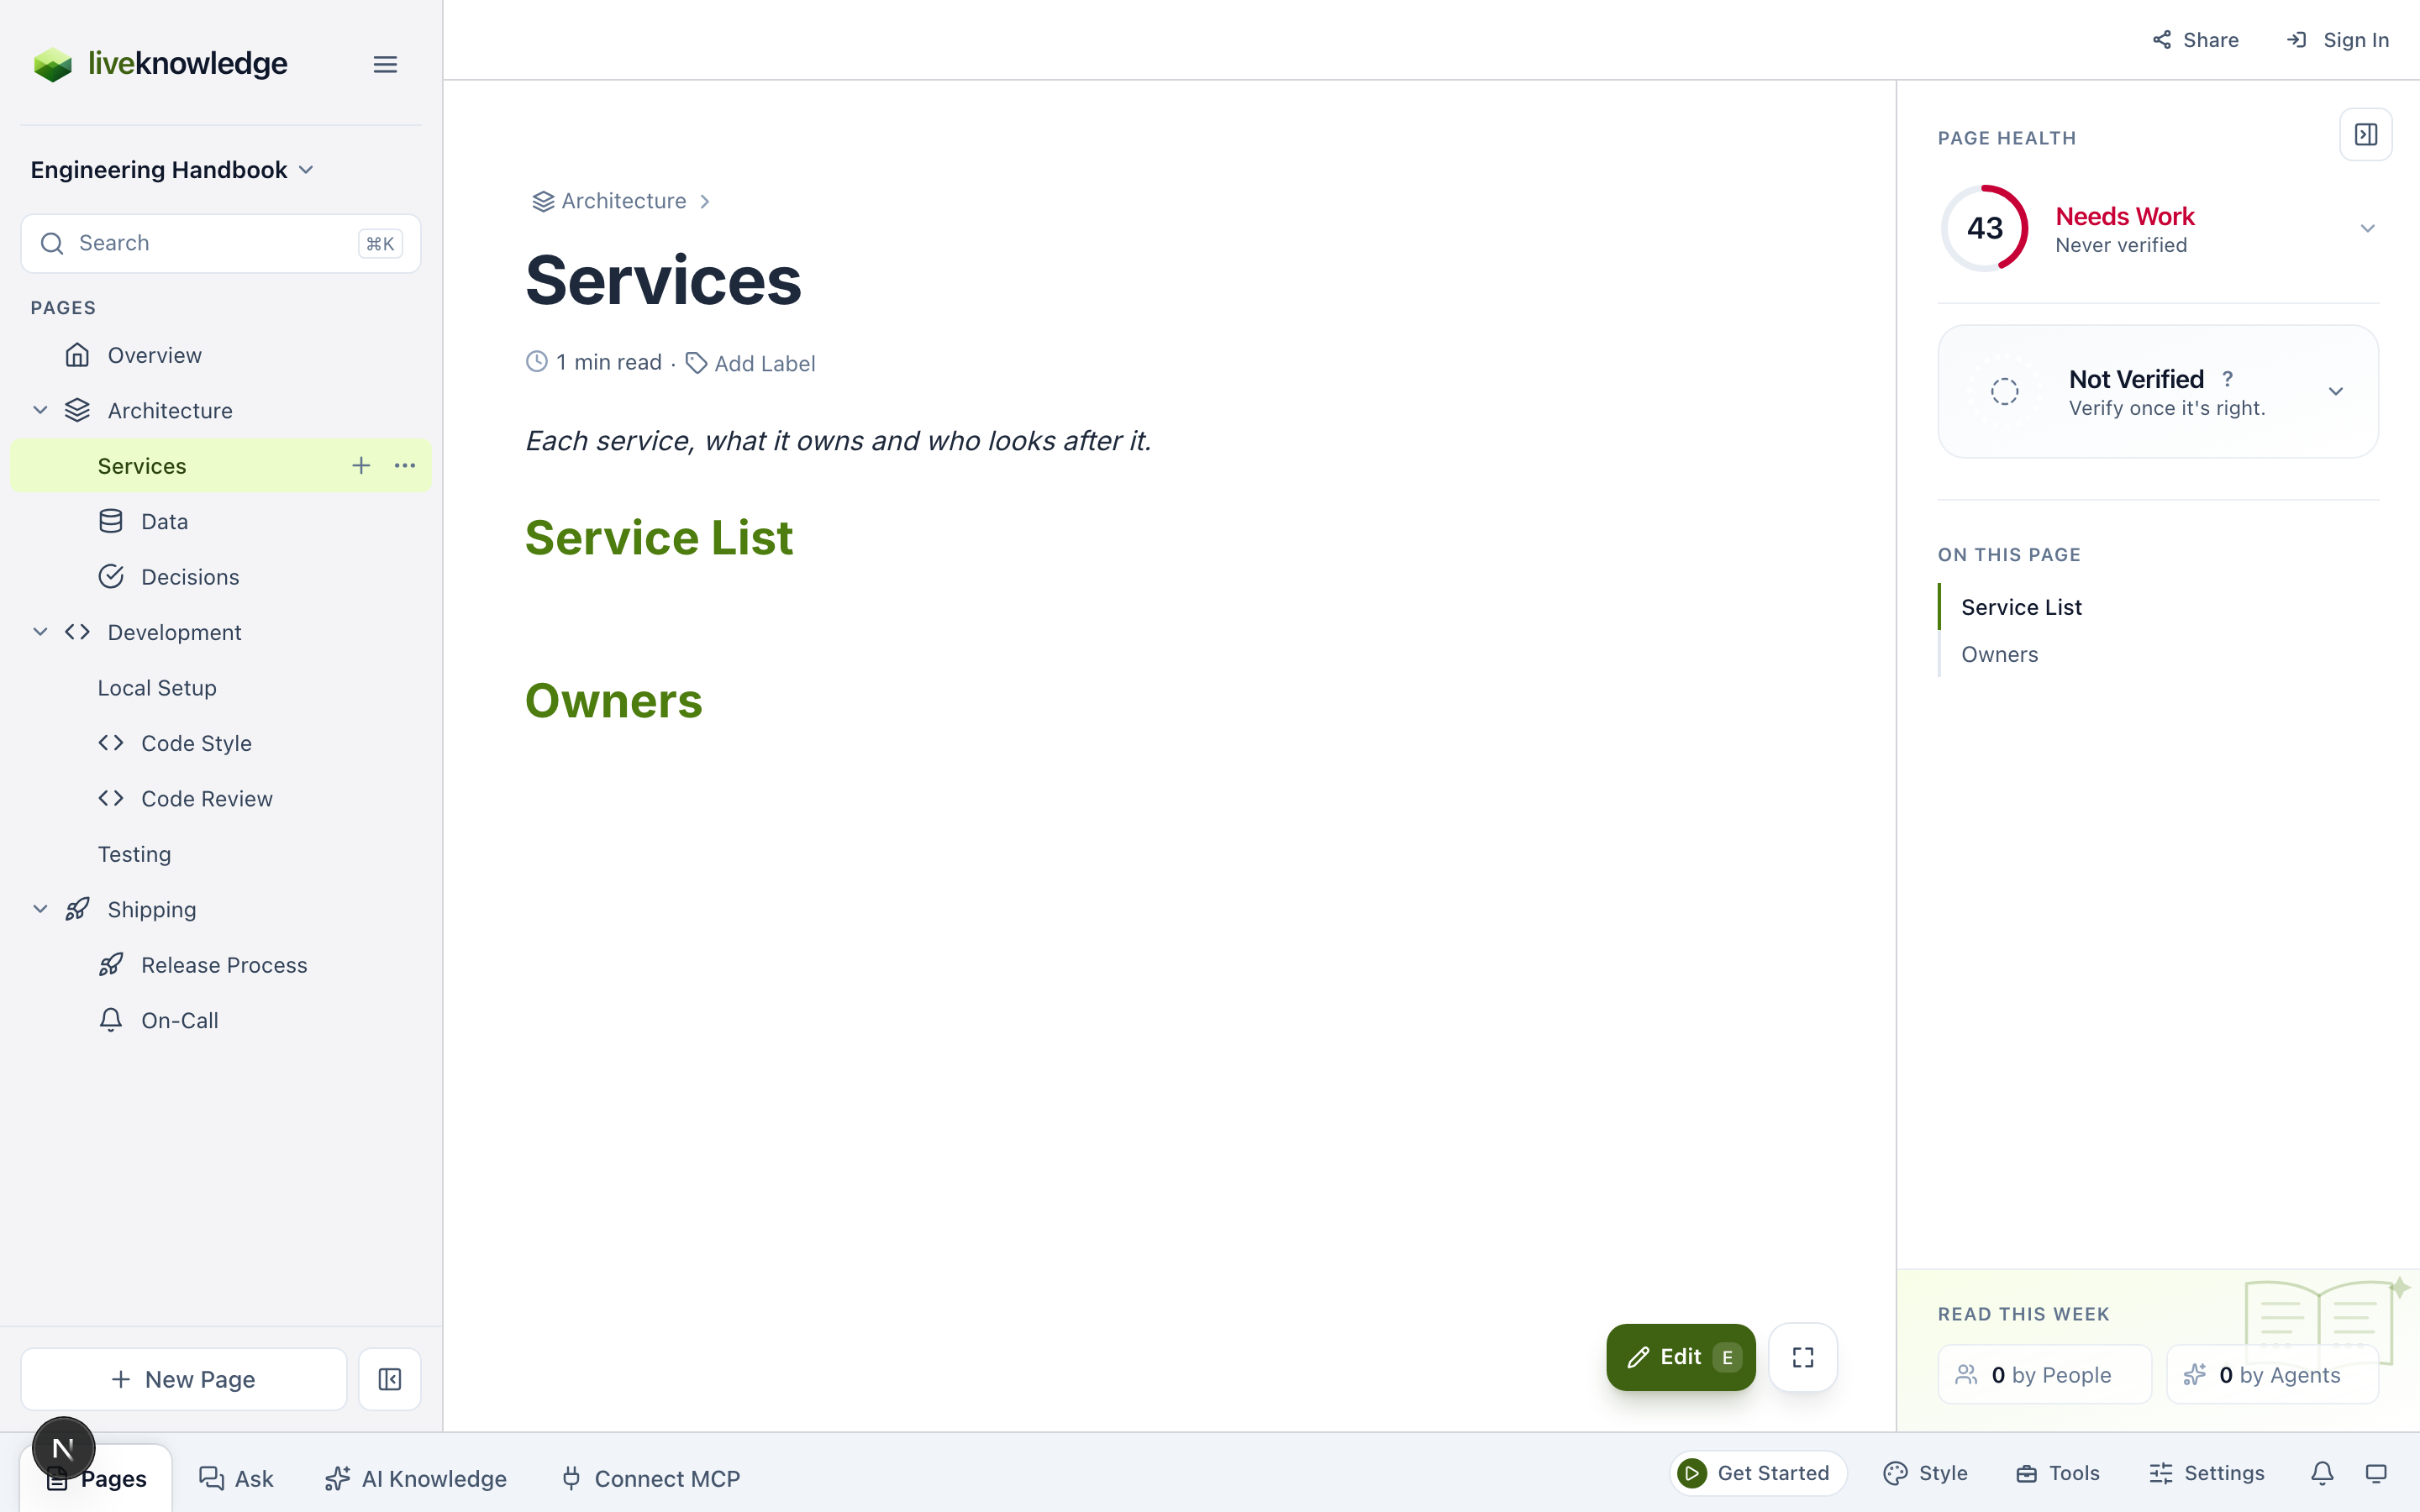 liveknowledge
Share
Sign In
Engineering Handbook
Search
⌘K
PAGES
Overview
Architecture
Services
Data
Decisions
Development
Local Setup
Code Style
Code Review
Testing
Shipping
Release Process
On-Call
New Page
Architecture
Services
1 min read · Add Label
Each service, what it owns and who looks after it.
Service List
Owners
Edit E
PAGE HEALTH
43
Needs Work
Never verified
Not Verified ?
Verify once it's right.
ON THIS PAGE
Service List
Owners
READ THIS WEEK
0 by People
0 by Agents
N
Pages
Ask
AI Knowledge
Connect MCP
Get Started
Style
Tools
Settings